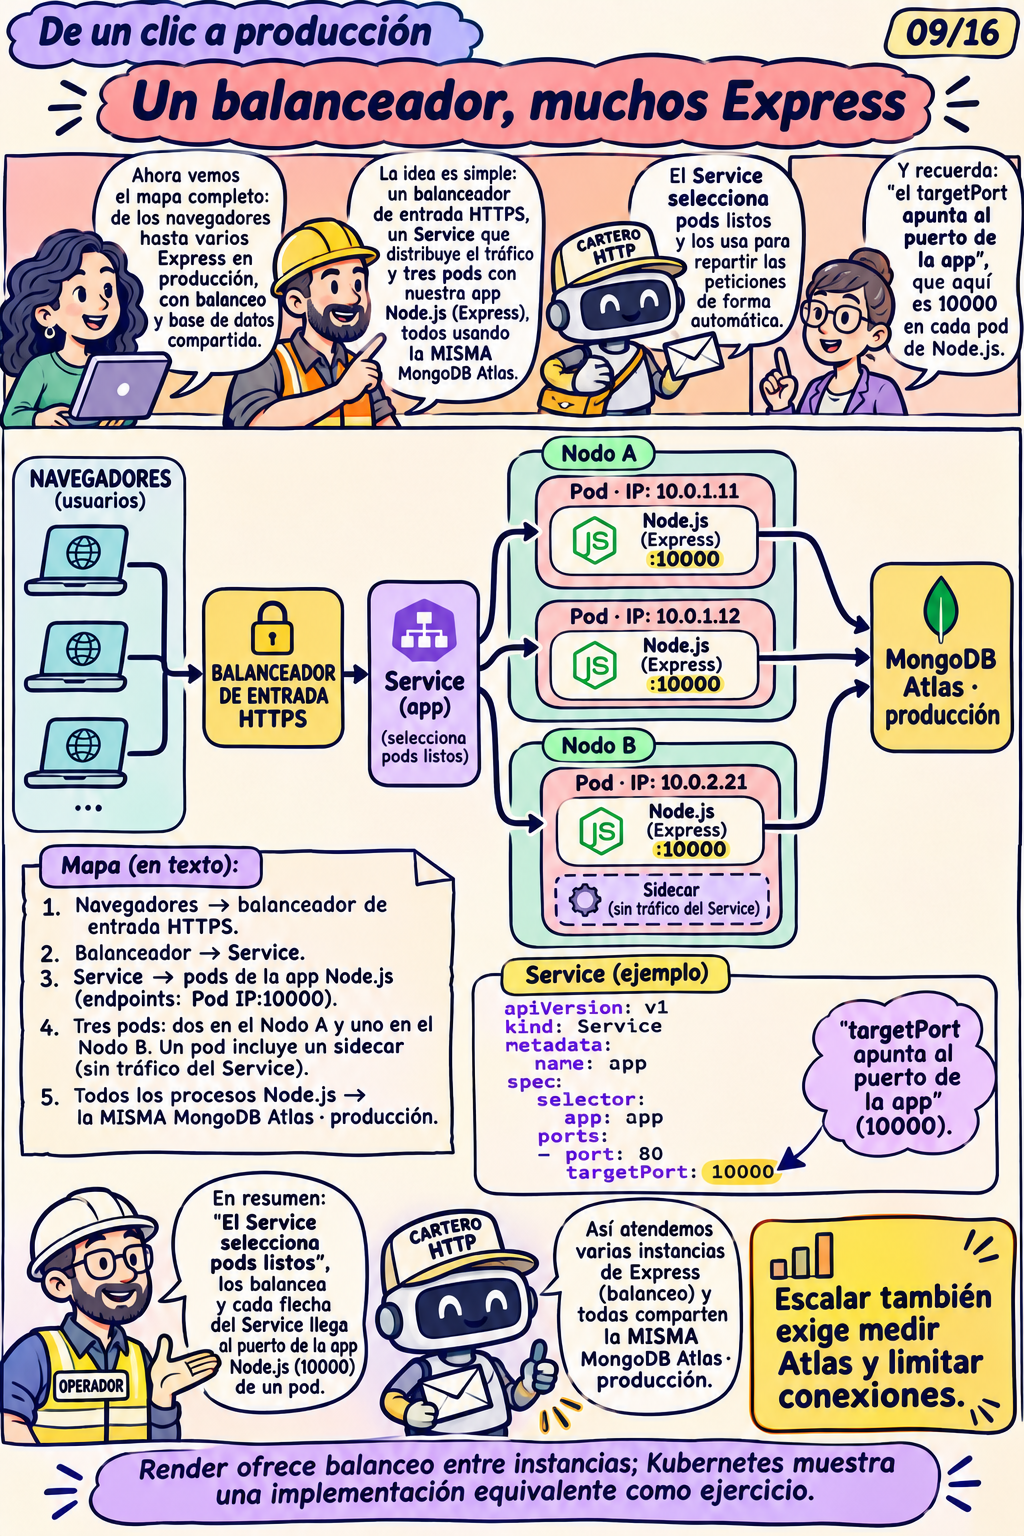 De un clic a producción
09/16
Un balanceador, muchos Express
Ahora vemos
el mapa completo:
de los navegadores
hasta varios
Express en
producción,
con balanceo
y base de datos
compartida.
La idea es simple:
un balanceador
de entrada HTTPS,
un Service que
distribuye el tráfico
y tres pods con
nuestra app
Node.js (Express),
todos usando
la MISMA
MongoDB Atlas.
CARTERO
HTTP
El Service
selecciona
pods listos
y los usa para
repartir las
peticiones
de forma
automática.
Y recuerda:
"el targetPort
apunta al
puerto de
la app",
que aquí
es 10000
en cada pod
de Node.js.
NAVEGADORES
(usuarios)
...
BALANCEADOR
DE ENTRADA
HTTPS
Service
(app)
(selecciona
pods listos)
Nodo A
Pod · IP: 10.0.1.11
JS
Node.js
(Express)
:10000
Pod · IP: 10.0.1.12
JS
Node.js
(Express)
:10000
Nodo B
Pod · IP: 10.0.2.21
JS
Node.js
(Express)
:10000
Sidecar
(sin tráfico del Service)
MongoDB
Atlas ·
producción
Mapa (en texto):
1. Navegadores → balanceador de
entrada HTTPS.
2. Balanceador → Service.
3. Service → pods de la app Node.js
(endpoints: Pod IP:10000).
4. Tres pods: dos en el Nodo A y uno en el
Nodo B. Un pod incluye un sidecar
(sin tráfico del Service).
5. Todos los procesos Node.js →
la MISMA MongoDB Atlas · producción.
Service (ejemplo)
apiVersion: v1
kind: Service
metadata:
name: app
spec:
selector:
app: app
ports:
- port: 80
targetPort: 10000
"targetPort
apunta al
puerto de
la app"
(10000).
OPERADOR
En resumen:
"El Service
selecciona
pods listos",
los balancea
y cada flecha
del Service llega
al puerto de la app
Node.js (10000)
de un pod.
CARTERO
HTTP
Así atendemos
varias instancias
de Express
(balanceo) y
todas comparten
la MISMA
MongoDB Atlas ·
producción.
Escalar también
exige medir
Atlas y limitar
conexiones.
Render ofrece balanceo entre instancias; Kubernetes muestra
una implementación equivalente como ejercicio.